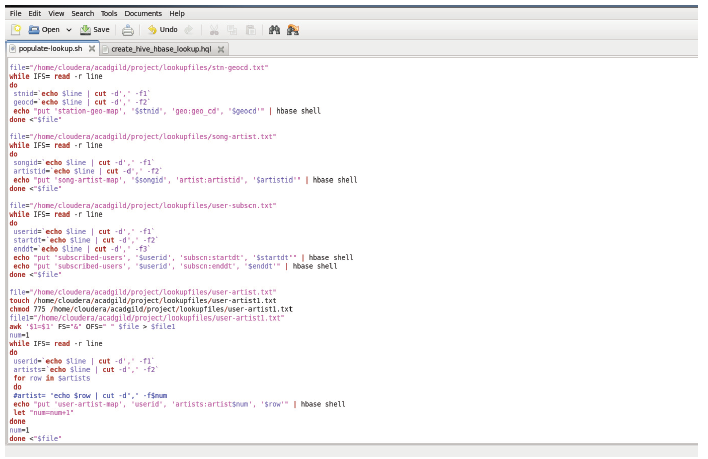 File Edit View Search Tools Documents Help
Open Save Undo
populate-lookup.sh create_hive_hbase_lookup.hql
file="/home/cloudera/acadgild/project/lookupfiles/stn-geocd.txt"
while IFS= read -r line
do
stnid=`echo $line | cut -d',' -f1`
geocd=`echo $line | cut -d',' -f2`
echo "put 'station-geo-map', '$stnid', 'geo:geo_cd', '$geocd'" | hbase shell
done <"$file"
file="/home/cloudera/acadgild/project/lookupfiles/song-artist.txt"
while IFS= read -r line
do
songid=`echo $line | cut -d',' -f1`
artistid=`echo $line | cut -d',' -f2`
echo "put 'song-artist-map', '$songid', 'artist:artistid', '$artistid'" | hbase shell
done <"$file"
file="/home/cloudera/acadgild/project/lookupfiles/user-subscn.txt"
while IFS= read -r line
do
userid=`echo $line | cut -d',' -f1`
startdt=`echo $line | cut -d',' -f2`
enddt=`echo $line | cut -d',' -f3`
echo "put 'subscribed-users', '$userid', 'subscn:startdt', '$startdt'" | hbase shell
echo "put 'subscribed-users', '$userid', 'subscn:enddt', '$enddt'" | hbase shell
done <"$file"
file="/home/cloudera/acadgild/project/lookupfiles/user-artist.txt"
touch /home/cloudera/acadgild/project/lookupfiles/user-artist1.txt
chmod 775 /home/cloudera/acadgild/project/lookupfiles/user-artist1.txt
file1="/home/cloudera/acadgild/project/lookupfiles/user-artist1.txt"
awk '$1=$1' FS="&" OFS=" " $file > $file1
num=1
while IFS= read -r line
do
userid=`echo $line | cut -d',' -f1`
artists=`echo $line | cut -d',' -f2`
for row in $artists
do
#artist= `echo $row | cut -d',' -f$num
echo "put 'user-artist-map', 'userid', 'artists:artist$num', '$row'" | hbase shell
let "num=num+1"
done
num=1
done <"$file"